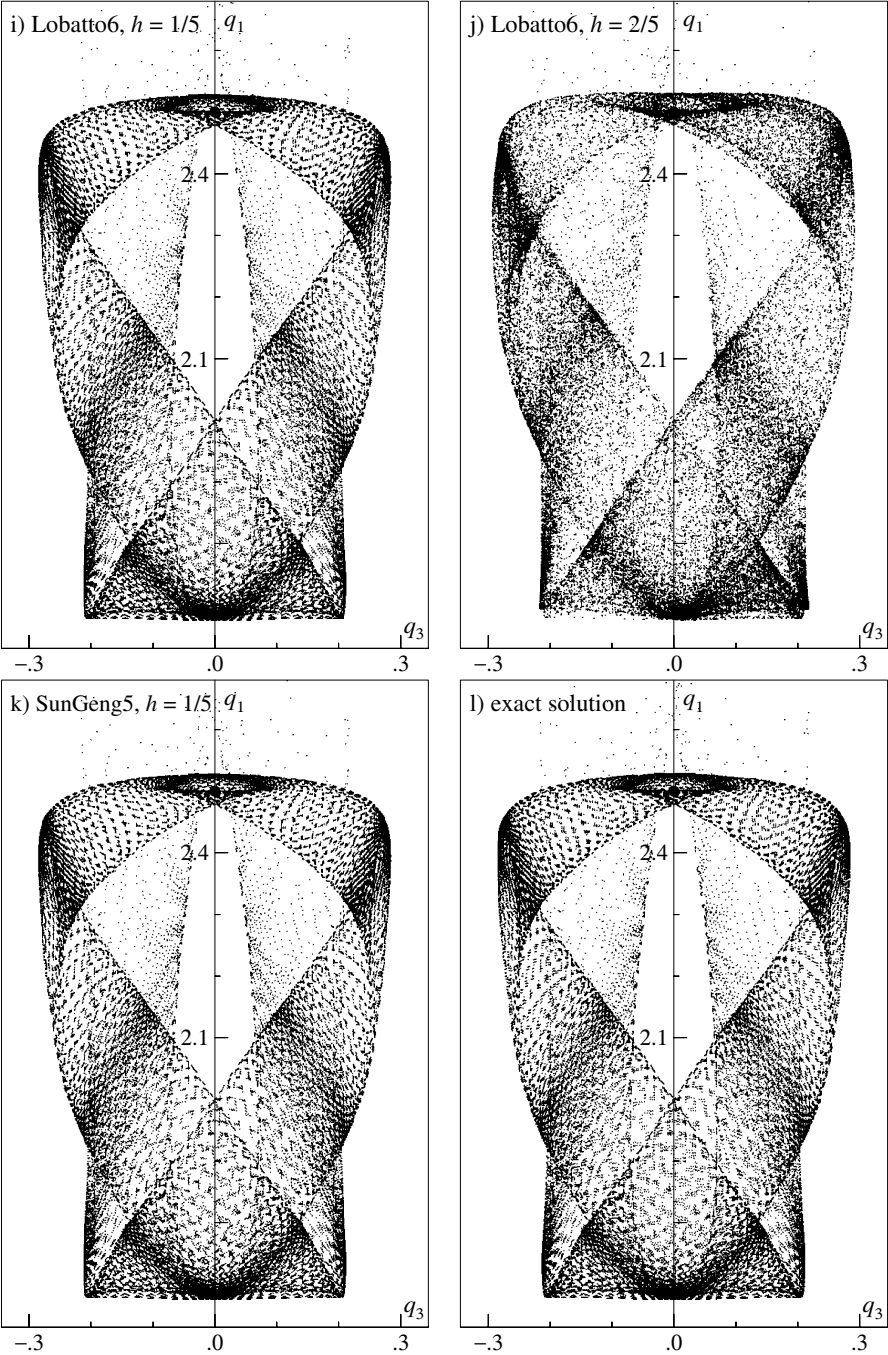 i) Lobatto6, h = 1/5 q1
2.4
2.1
q3
−.3 .0 .3
j) Lobatto6, h = 2/5 q1
2.4
2.1
q3
−.3 .0 .3
k) SunGeng5, h = 1/5 q1
2.4
2.1
q3
−.3 .0 .3
l) exact solution q1
2.4
2.1
q3
−.3 .0 .3